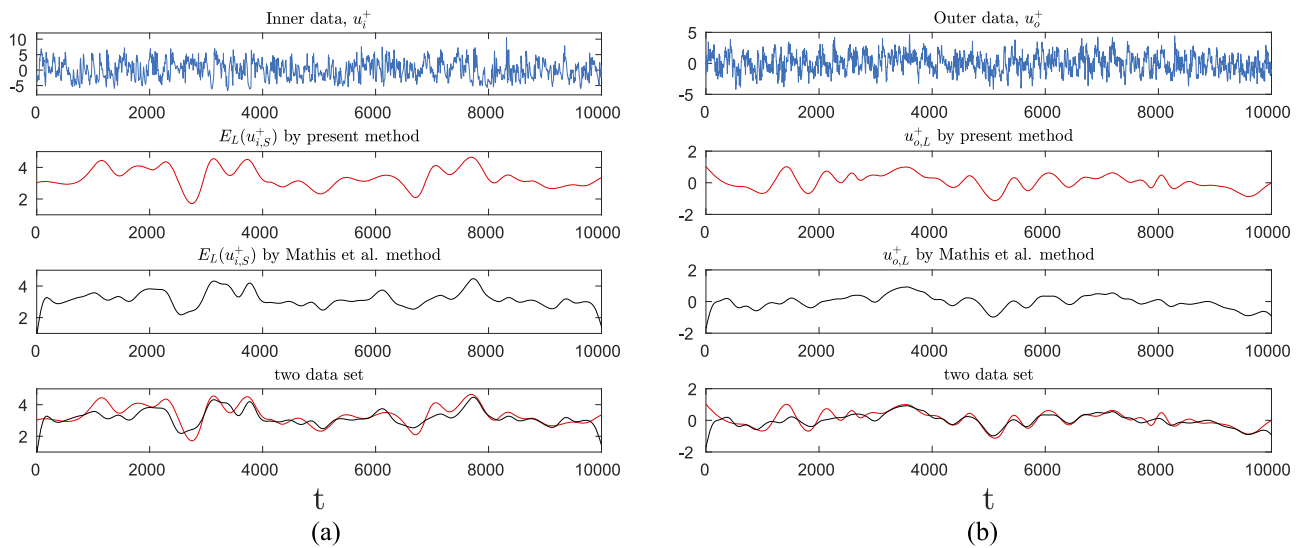 Inner data, u_i^+
10
5
0
-5
0 2000 4000 6000 8000 10000
E_L(u_{i,S}^+) by present method
4
2
0 2000 4000 6000 8000 10000
E_L(u_{i,S}^+) by Mathis et al. method
4
2
0 2000 4000 6000 8000 10000
two data set
4
2
0 2000 4000 6000 8000 10000
t
(a)
Outer data, u_o^+
5
0
-5
0 2000 4000 6000 8000 10000
u_{o,L}^+ by present method
2
0
-2
0 2000 4000 6000 8000 10000
u_{o,L}^+ by Mathis et al. method
2
0
-2
0 2000 4000 6000 8000 10000
two data set
2
0
-2
0 2000 4000 6000 8000 10000
t
(b)